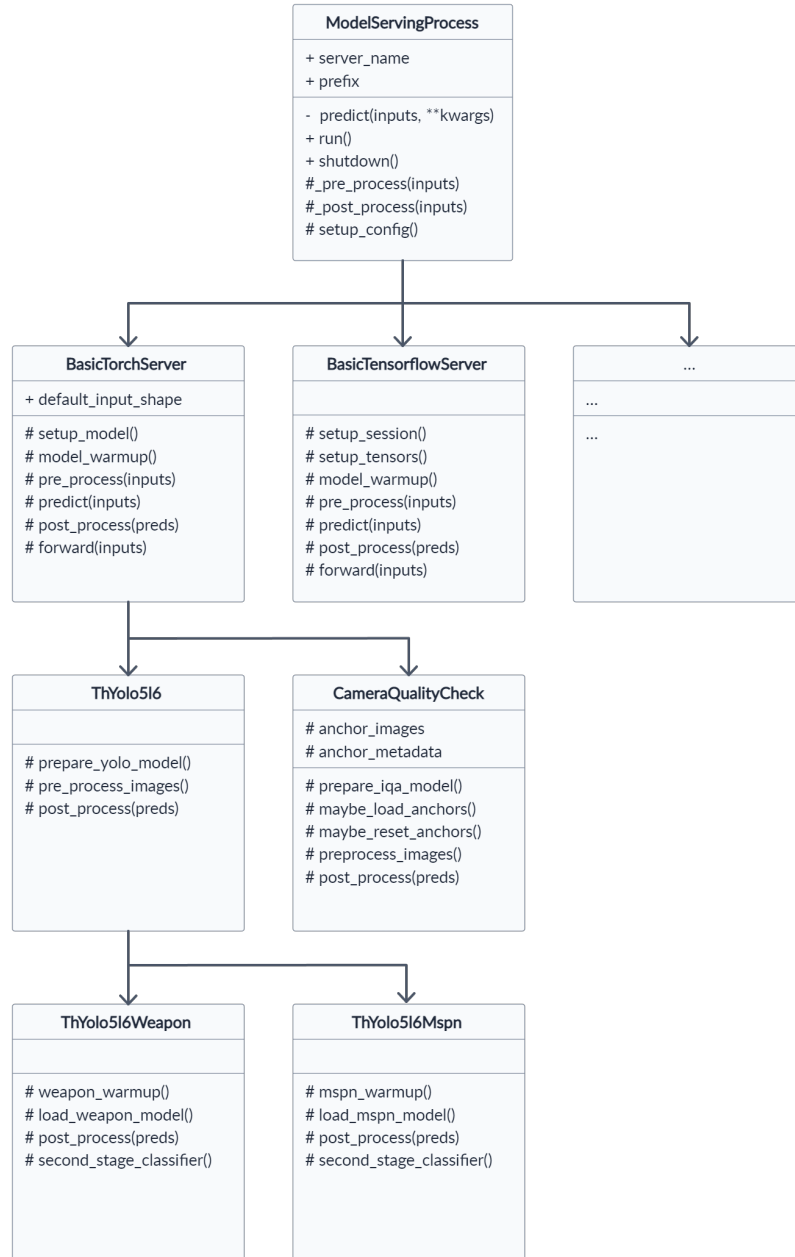 ModelServingProcess
+ server_name
+ prefix
- predict(inputs, **kwargs)
+ run()
+ shutdown()
#_pre_process(inputs)
#_post_process(inputs)
# setup_config()
BasicTorchServer
+ default_input_shape
# setup_model()
# model_warmup()
# pre_process(inputs)
# predict(inputs)
# post_process(preds)
# forward(inputs)
BasicTensorflowServer
# setup_session()
# setup_tensors()
# model_warmup()
# pre_process(inputs)
# predict(inputs)
# post_process(preds)
# forward(inputs)
...
...
...
ThYolo5l6
# prepare_yolo_model()
# pre_process_images()
# post_process(preds)
CameraQualityCheck
# anchor_images
# anchor_metadata
# prepare_iqa_model()
# maybe_load_anchors()
# maybe_reset_anchors()
# preprocess_images()
# post_process(preds)
ThYolo5l6Weapon
# weapon_warmup()
# load_weapon_model()
# post_process(preds)
# second_stage_classifier()
ThYolo5l6Mspn
# mspn_warmup()
# load_mspn_model()
# post_process(preds)
# second_stage_classifier()